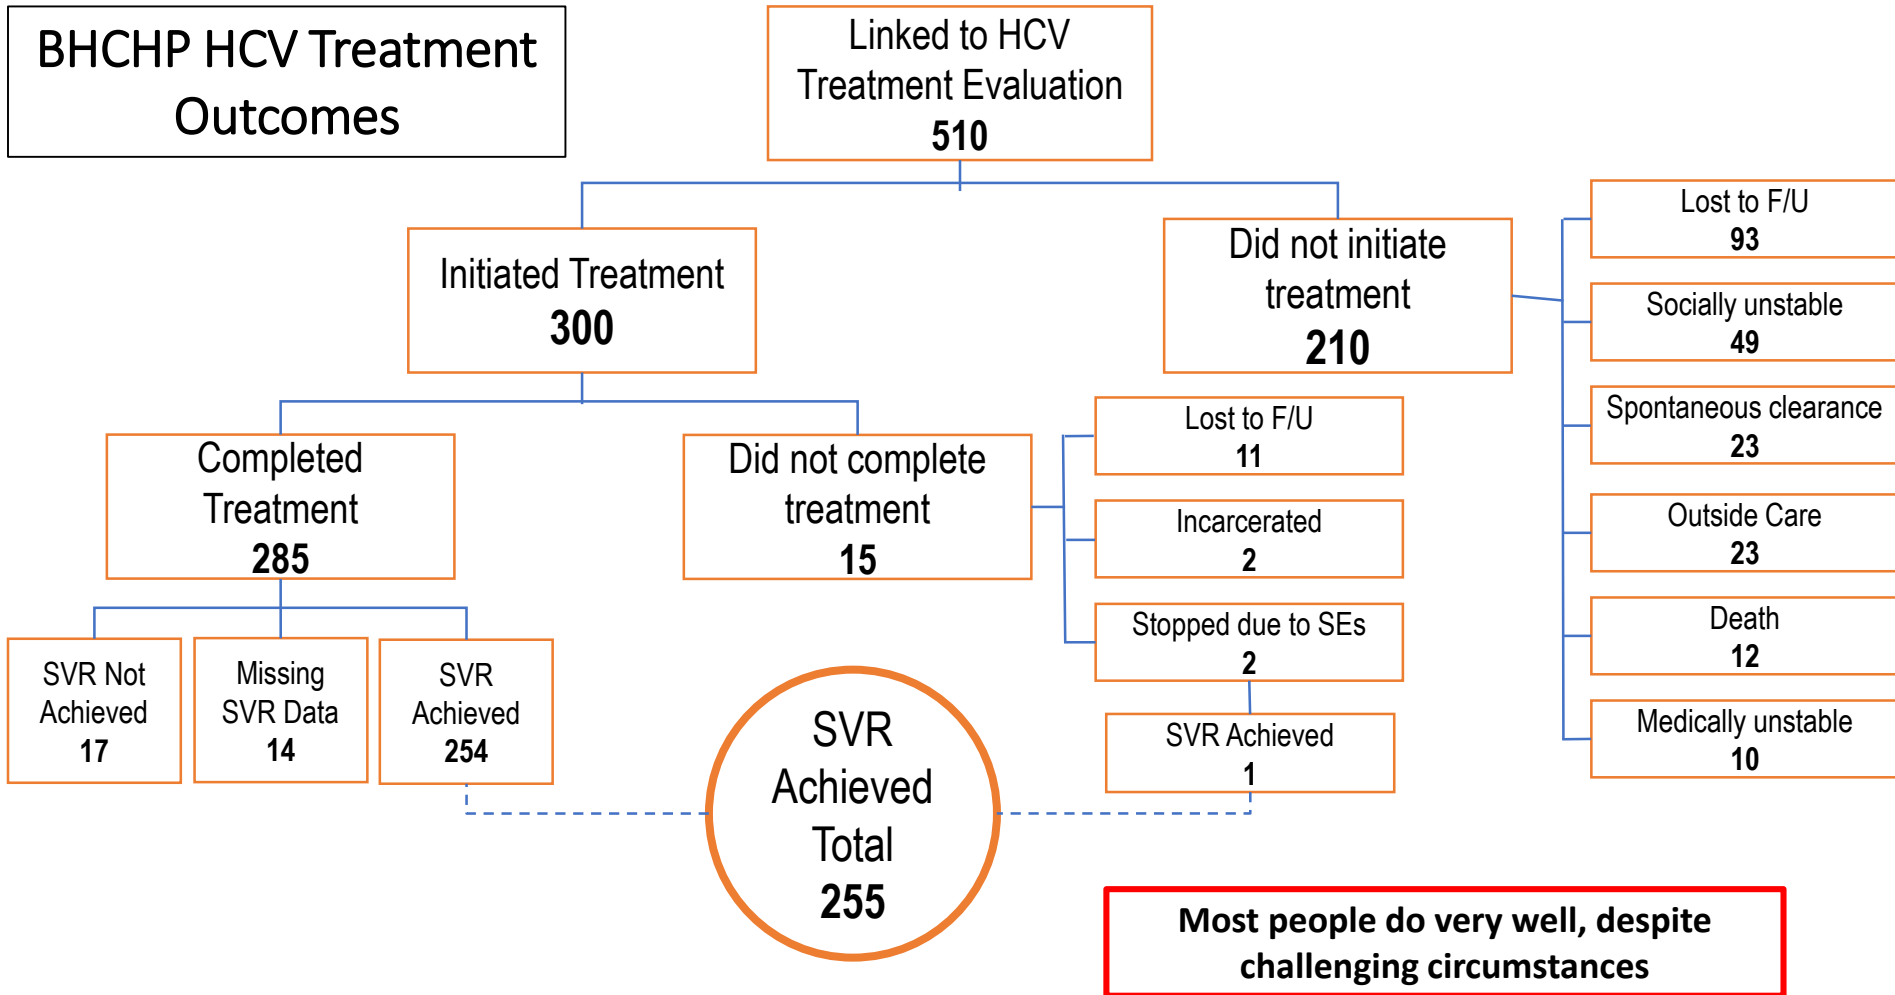 BHCHP HCV Treatment
Outcomes
Linked to HCV
Treatment Evaluation
510
Initiated Treatment
300
Did not initiate
treatment
210
Lost to F/U
93
Socially unstable
49
Spontaneous clearance
23
Outside Care
23
Death
12
Medically unstable
10
Completed
Treatment
285
Did not complete
treatment
15
Lost to F/U
11
Incarcerated
2
Stopped due to SEs
2
SVR Achieved
1
SVR Not
Achieved
17
Missing
SVR Data
14
SVR
Achieved
254
SVR
Achieved
Total
255
Most people do very well, despite
challenging circumstances